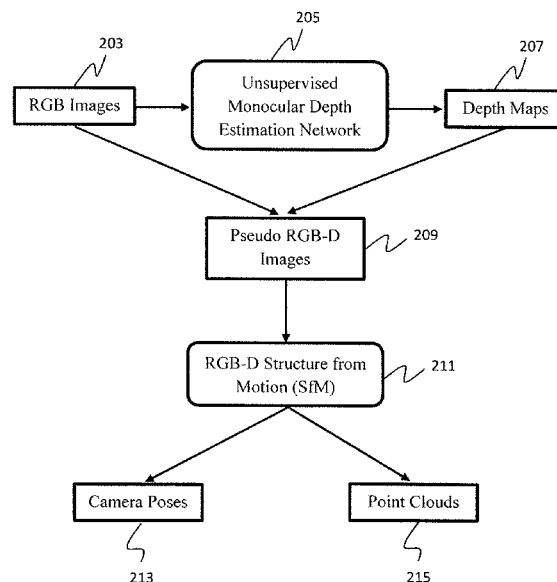 203
205
207
RGB Images
Unsupervised
Monocular Depth
Estimation Network
Depth Maps
Pseudo RGB-D
Images
209
RGB-D Structure from
Motion (SfM)
211
Camera Poses
Point Clouds
213
215